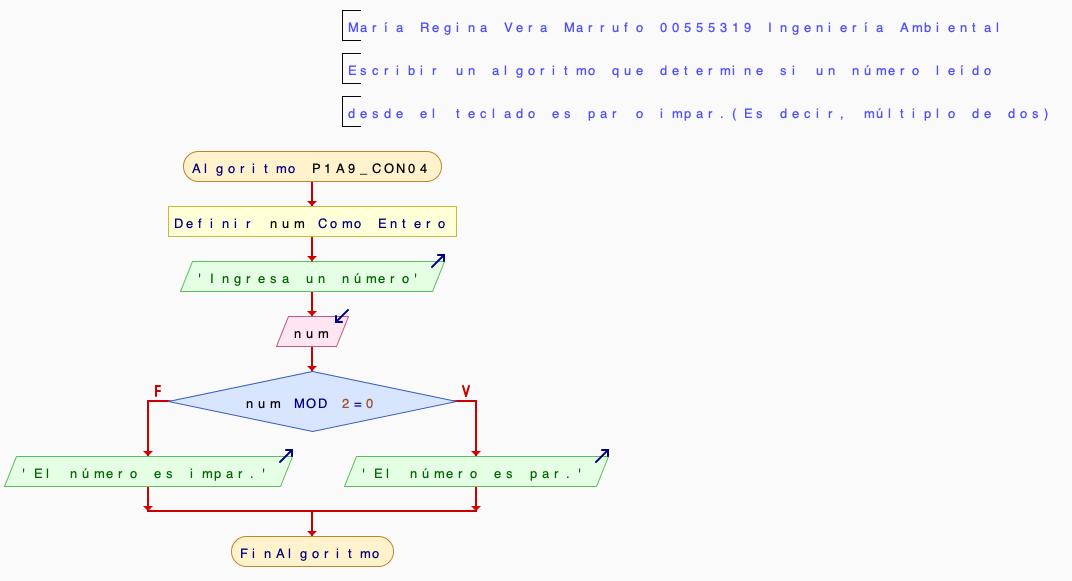 María Regina Vera Marrufo 00555319 Ingeniería Ambiental
Escribir un algoritmo que determine si un número leído
desde el teclado es par o impar.(Es decir, múltiplo de dos)
Algoritmo P1A9_CON04
Definir num Como Entero
'Ingresa un número'
num
F
V
num MOD 2=0
'El número es impar.'
'El número es par.'
FinAlgoritmo